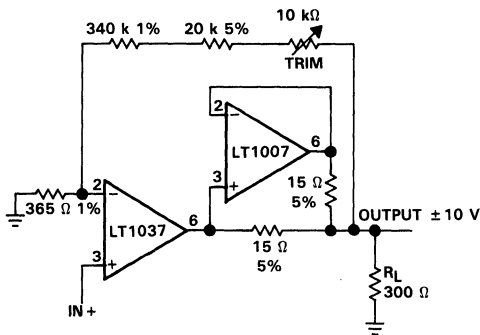 340 k 1%
20 k 5%
10 kΩ
TRIM
2
−
6
LT1007
3
+
15 Ω
5%
2
−
365 Ω 1%
6
LT1037
3
+
15 Ω
5%
OUTPUT ±10 V
RL
300 Ω
IN +